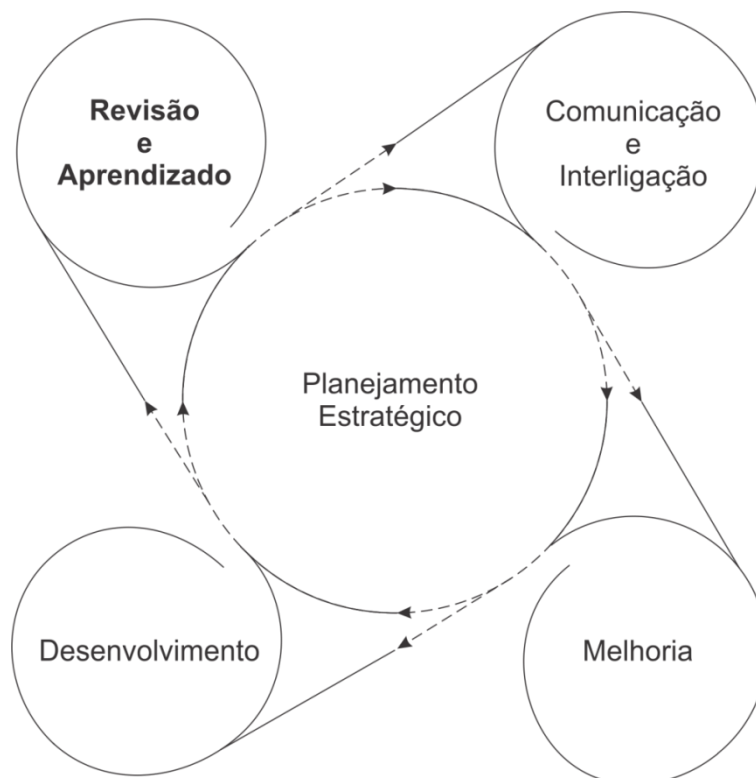 Revisão
e
Aprendizado
Comunicação
e
Interligação
Planejamento
Estratégico
Desenvolvimento
Melhoria